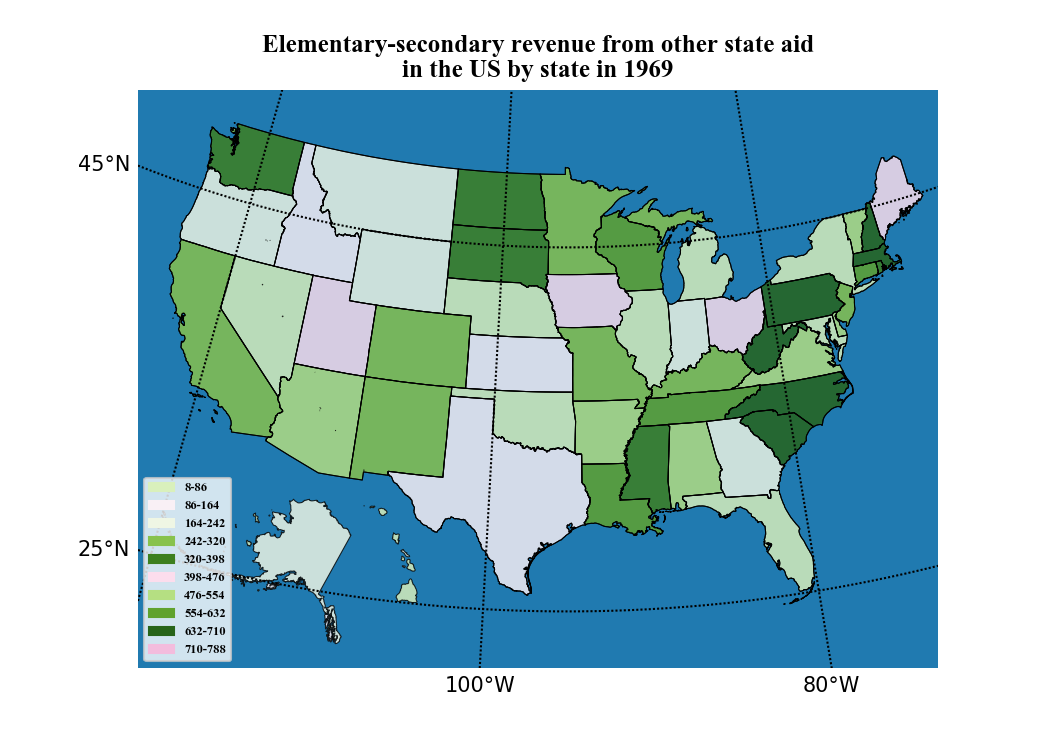 Elementary-secondary revenue from other state aid
in the US by state in 1969
45°N
25°N
8-86
86-164
164-242
242-320
320-398
398-476
476-554
554-632
632-710
710-788
100°W
80°W